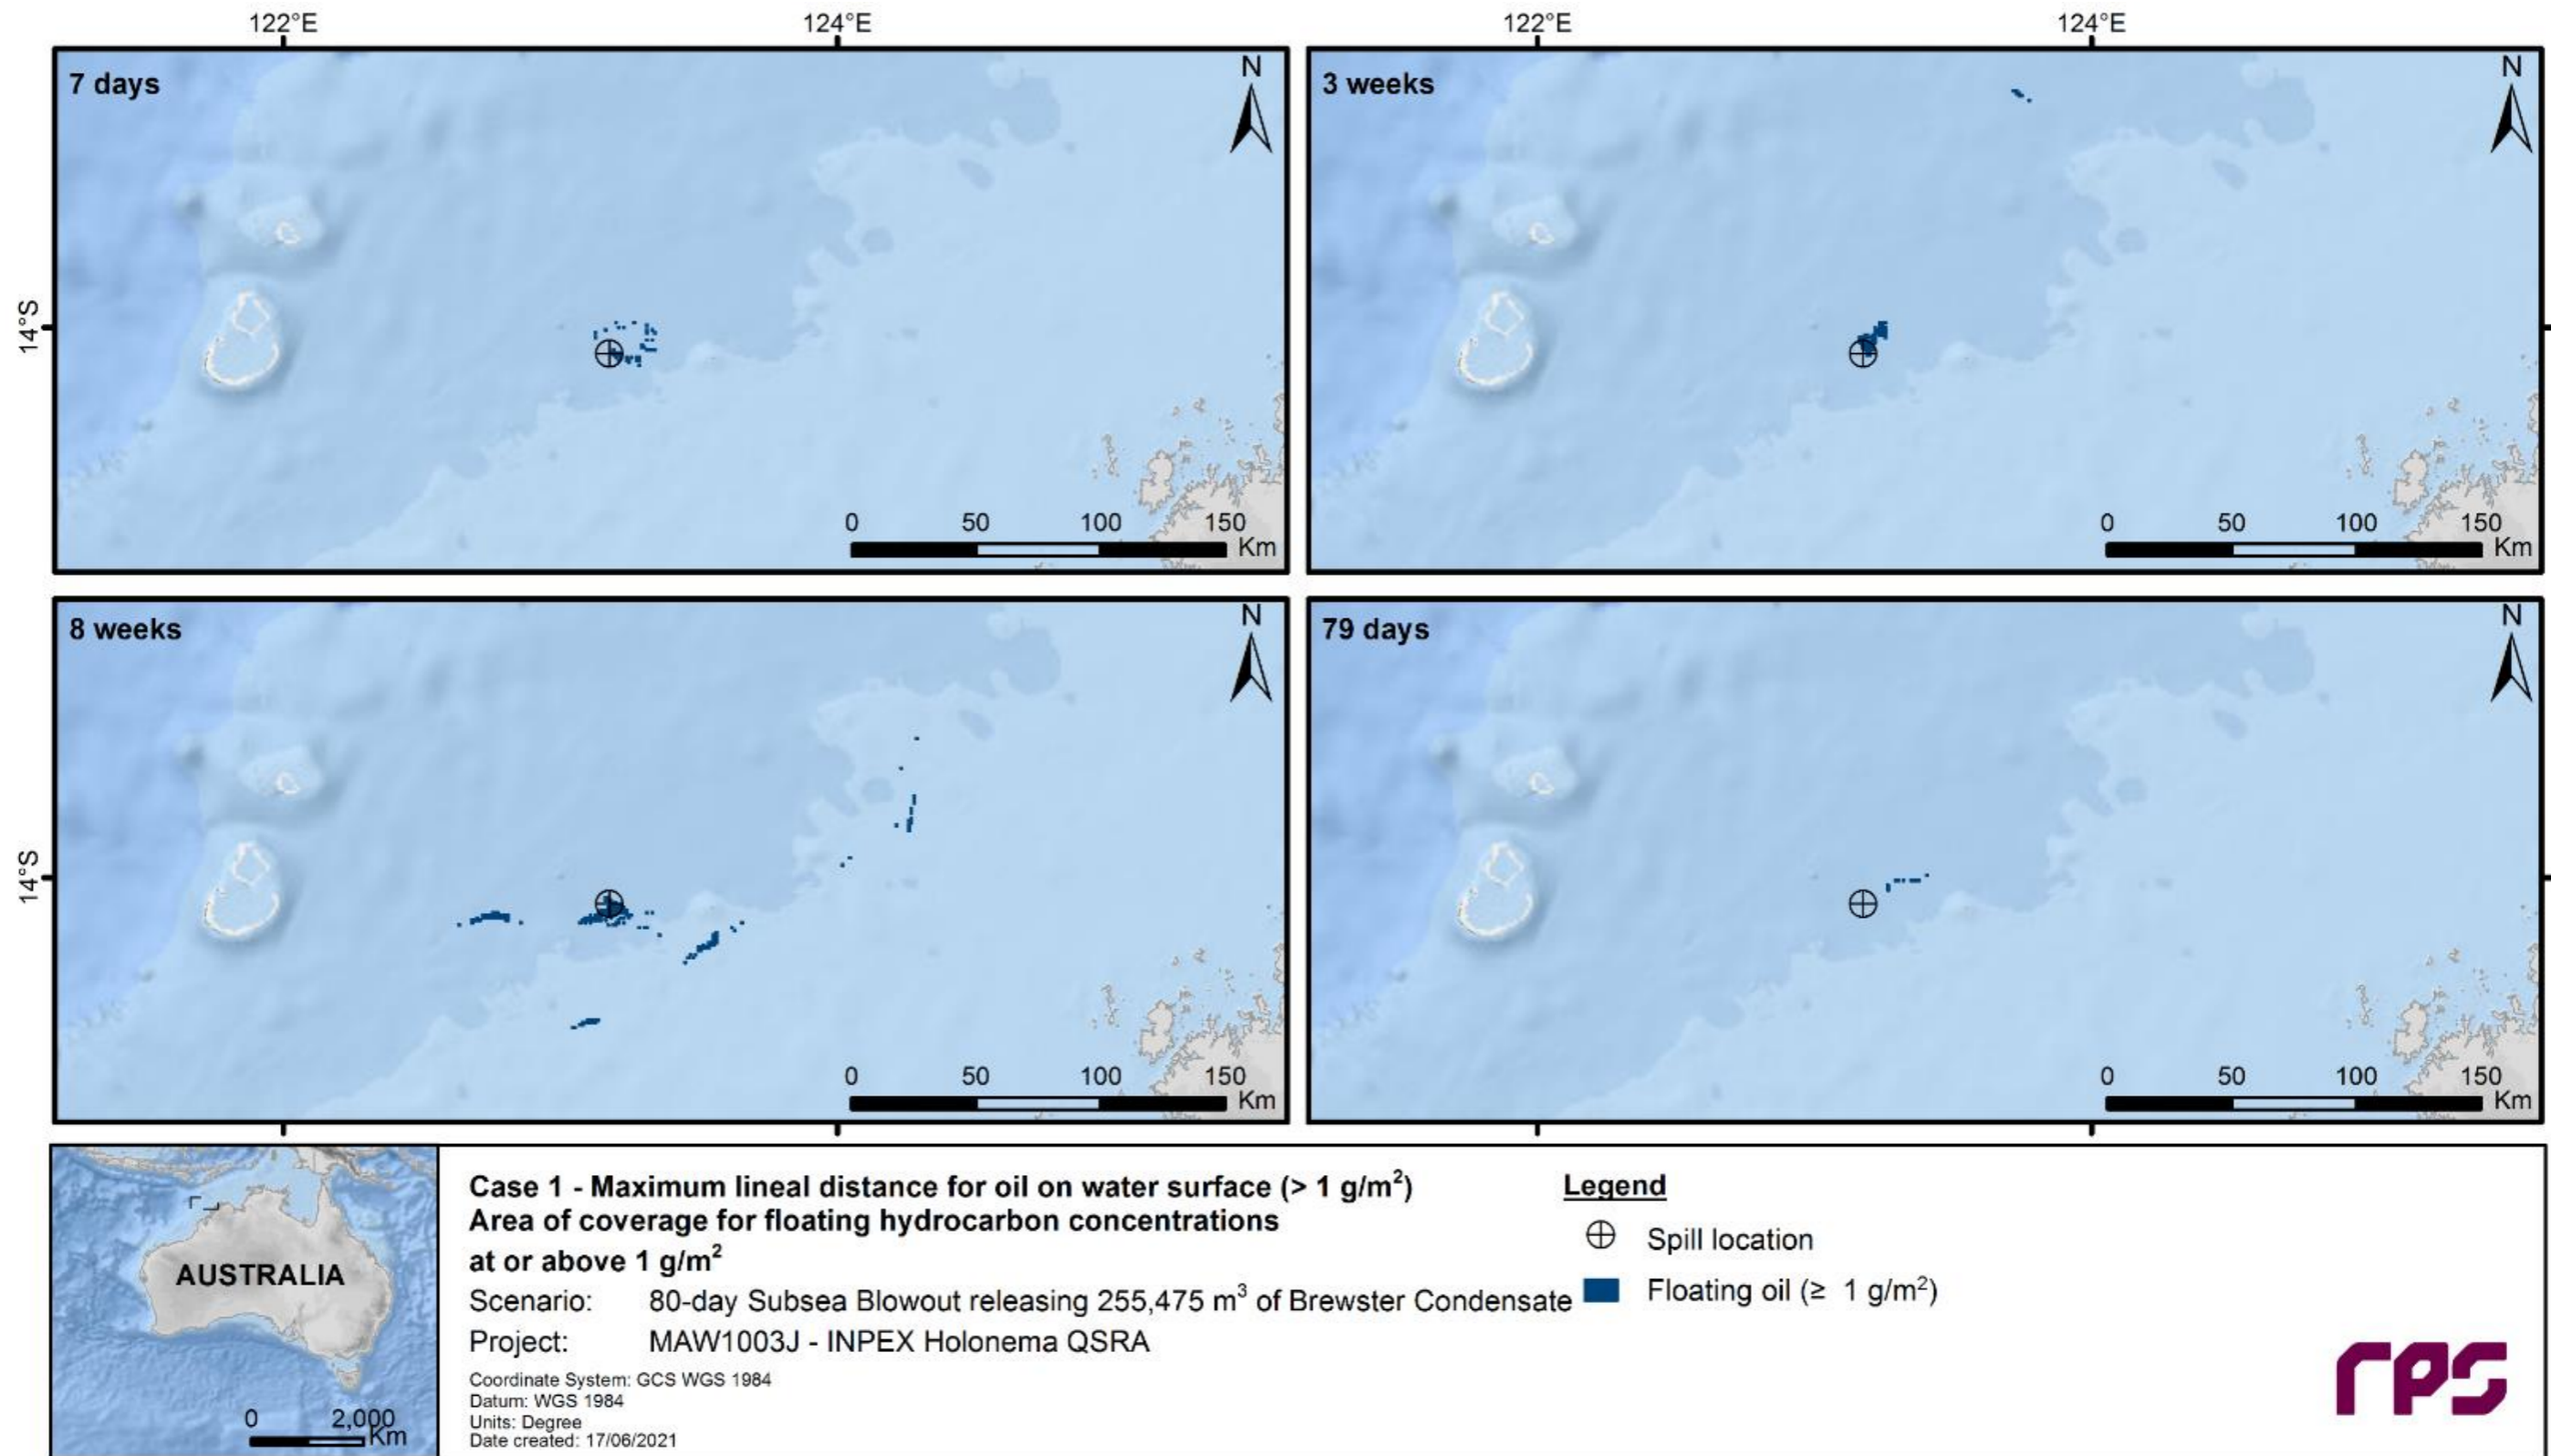 122°E 124°E 122°E 124°E
7 days N
3 weeks N
14°S
0 50 100 150
Km
0 50 100 150
Km
8 weeks N
79 days N
14°S
0 50 100 150
Km
0 50 100 150
Km
AUSTRALIA
0 2,000
Km
Case 1 - Maximum lineal distance for oil on water surface (> 1 g/m²)
Area of coverage for floating hydrocarbon concentrations
at or above 1 g/m²
Scenario: 80-day Subsea Blowout releasing 255,475 m³ of Brewster Condensate
Project: MAW1003J - INPEX Holonema QSRA
Coordinate System: GCS WGS 1984
Datum: WGS 1984
Units: Degree
Date created: 17/06/2021
Legend
Spill location
Floating oil (≥ 1 g/m²)
rps